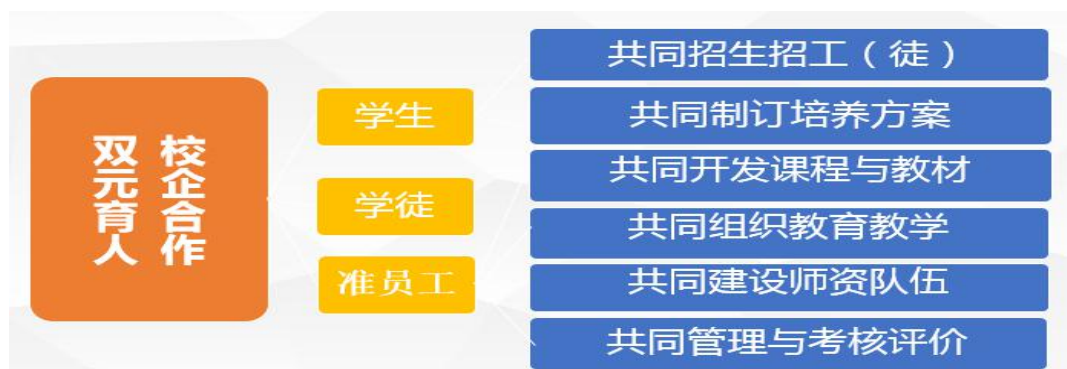 校企合作
双元育人
学生
学徒
准员工
共同招生招工（徒）
共同制订培养方案
共同开发课程与教材
共同组织教育教学
共同建设师资队伍
共同管理与考核评价